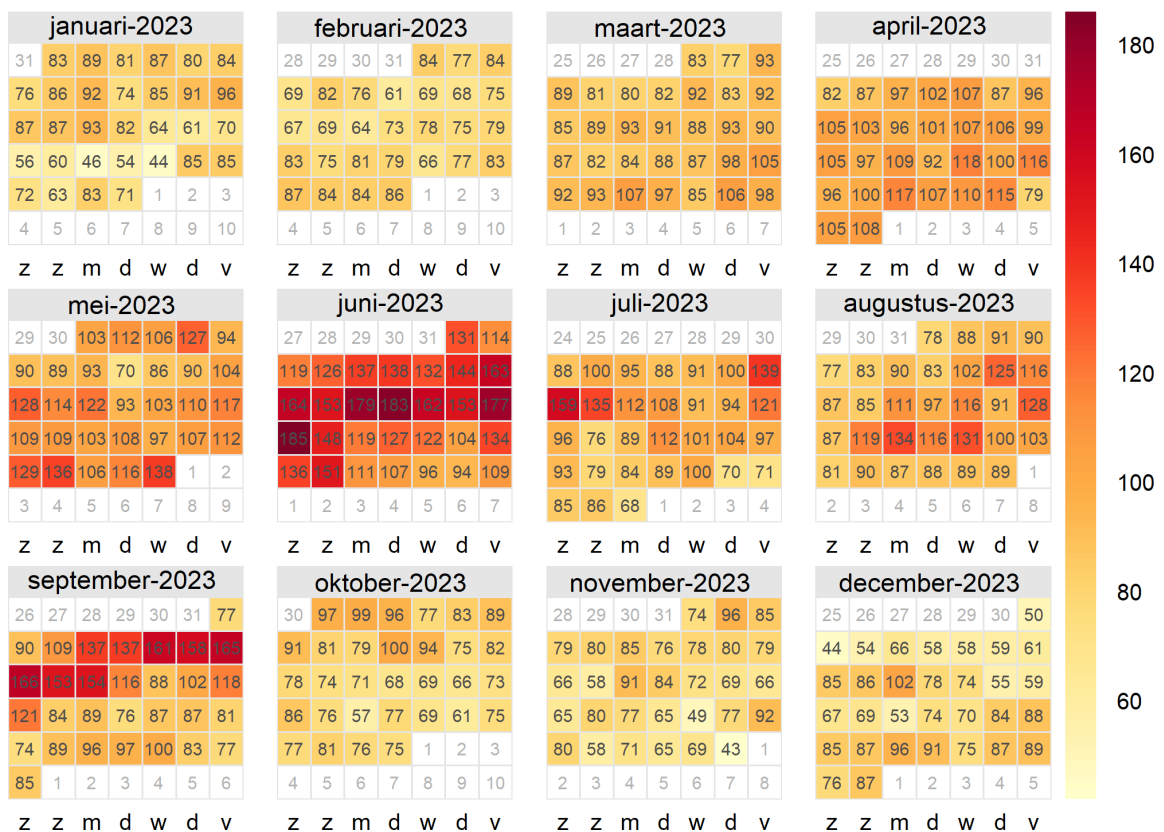 januari-2023 februari-2023 maart-2023 april-2023
31 83 89 81 87 80 84 28 29 30 31 84 77 84 25 26 27 28 83 77 93 25 26 27 28 29 30 31 180
76 86 92 74 85 91 96 69 82 76 61 69 68 75 89 81 80 82 92 83 92 82 87 97 102 107 87 96
87 87 93 82 64 61 70 67 69 64 73 78 75 79 85 89 93 91 88 93 90 105 103 96 101 107 106 99
56 60 46 54 44 85 85 83 75 81 79 66 77 83 87 82 84 88 87 98 105 105 97 109 92 118 100 116 160
72 63 83 71 1 2 3 87 84 84 86 1 2 3 92 93 107 97 85 106 98 96 100 117 107 110 115 79
4 5 6 7 8 9 10 4 5 6 7 8 9 10 1 2 3 4 5 6 7 105 108 1 2 3 4 5
z z m d w d v z z m d w d v z z m d w d v z z m d w d v 140
mei-2023 juni-2023 juli-2023 augustus-2023
29 30 103 112 106 127 94 27 28 29 30 31 131 114 24 25 26 27 28 29 30 29 30 31 78 88 91 90
90 89 93 70 86 90 104 119 126 137 138 132 144 163 88 100 95 88 91 100 139 77 83 90 83 102 125 116 120
128 114 122 93 103 110 117 164 153 179 183 162 153 177 159 135 112 108 91 94 121 87 85 111 97 116 91 128
109 109 103 108 97 107 112 185 148 119 127 122 104 134 96 76 89 112 101 104 97 87 119 134 116 131 100 103
129 136 106 116 138 1 2 136 151 111 107 96 94 109 93 79 84 89 100 70 71 81 90 87 88 89 89 1 100
3 4 5 6 7 8 9 1 2 3 4 5 6 7 85 86 68 1 2 3 4 2 3 4 5 6 7 8
z z m d w d v z z m d w d v z z m d w d v z z m d w d v
september-2023 oktober-2023 november-2023 december-2023 80
26 27 28 29 30 31 77 30 97 99 96 77 83 89 28 29 30 31 74 96 85 25 26 27 28 29 30 50
90 109 137 137 161 158 165 91 81 79 100 94 75 82 79 80 85 76 78 80 79 44 54 66 58 58 59 61
166 153 154 116 88 102 118 78 74 71 68 69 66 73 66 58 91 84 72 69 66 85 86 102 78 74 55 59
121 84 89 76 87 87 81 86 76 57 77 69 61 75 65 80 77 65 49 77 92 67 69 53 74 70 84 88 60
74 89 96 97 100 83 77 77 81 76 75 1 2 3 80 58 71 65 69 43 1 85 87 96 91 75 87 89
85 1 2 3 4 5 6 4 5 6 7 8 9 10 2 3 4 5 6 7 8 76 87 1 2 3 4 5
z z m d w d v z z m d w d v z z m d w d v z z m d w d v